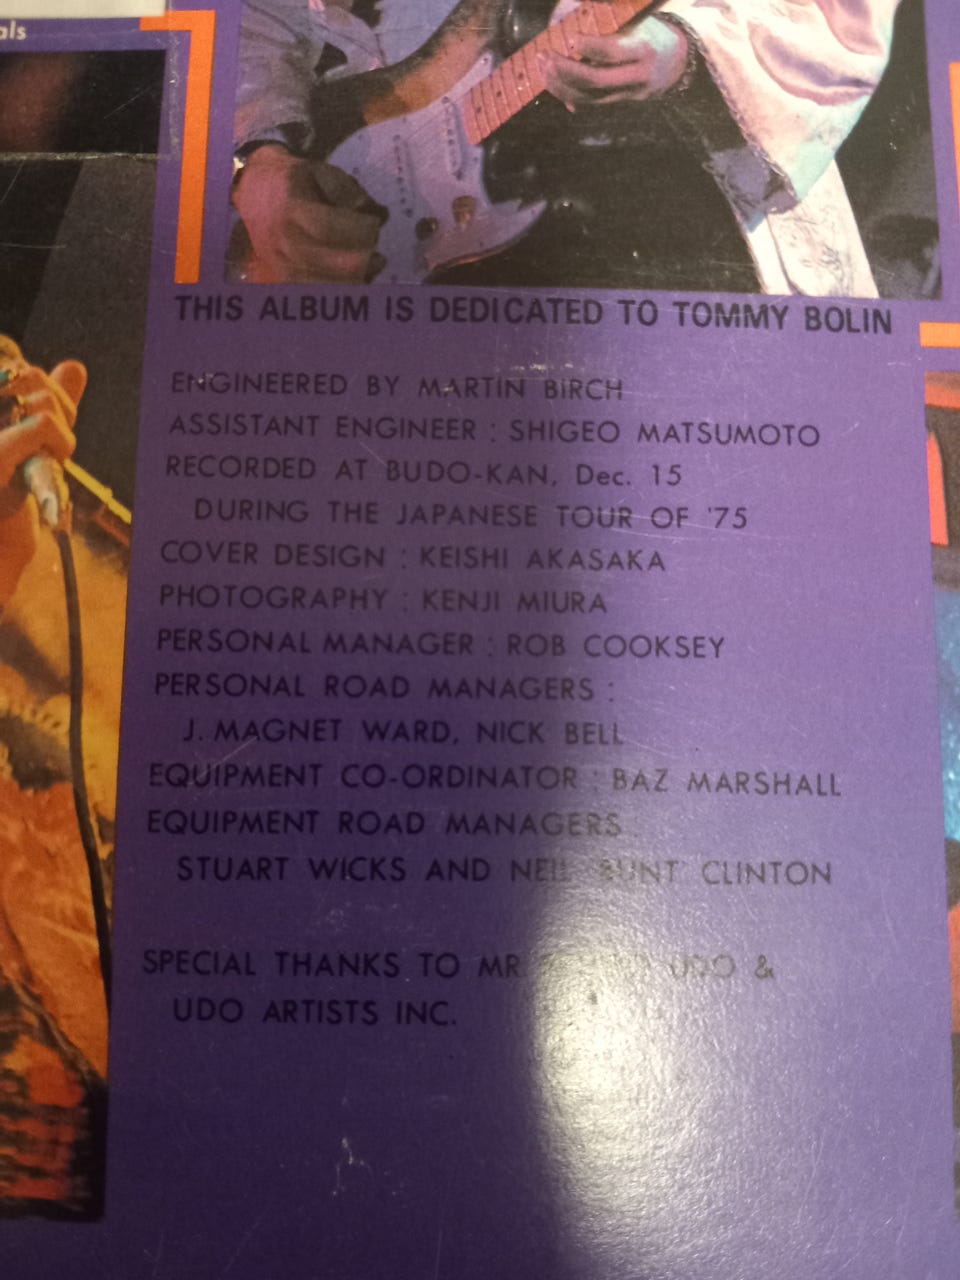 als
THIS ALBUM IS DEDICATED TO TOMMY BOLIN
ENGINEERED BY MARTIN BIRCH
ASSISTANT ENGINEER : SHIGEO MATSUMOTO
RECORDED AT BUDO-KAN, Dec. 15
DURING THE JAPANESE TOUR OF '75
COVER DESIGN : KEISHI AKASAKA
PHOTOGRAPHY : KENJI MIURA
PERSONAL MANAGER : ROB COOKSEY
PERSONAL ROAD MANAGERS :
J. MAGNET WARD, NICK BELL
EQUIPMENT CO-ORDINATOR : BAZ MARSHALL
EQUIPMENT ROAD MANAGERS :
STUART WICKS AND NEIL CLINTON
SPECIAL THANKS TO MR. UDO &
UDO ARTISTS INC.